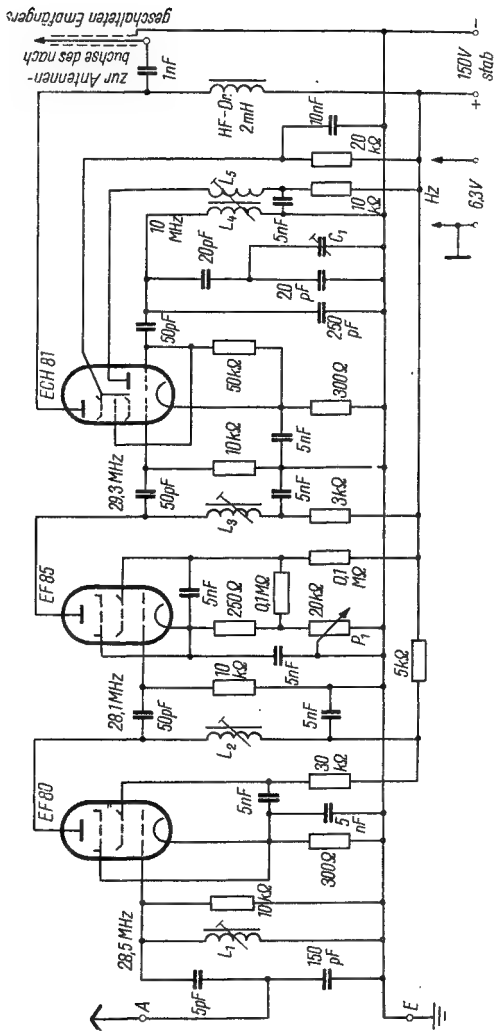 28,5 MHz
EF 80
28,1 MHz
EF 85
29,3 MHz
ECH 81
zur Antennen-
buchse des nach
geschalteten Empfängers
A
5pF
150
pF
E
L₁
10kΩ
300Ω
5nF
5
nF
30
kΩ
L₂
50pF
10
kΩ
5nF
5nF
5nF
250Ω
0,1MΩ
20kΩ
P₁
0,1
MΩ
5kΩ
L₃
50pF
5nF
3kΩ
10kΩ
5nF
50kΩ
300Ω
50pF
250
pF
20pF
20
pF
C₁
10
MHz
L₄
L₅
5nF
10
kΩ
20
kΩ
10nF
HF-Dr.
2mH
1nF
6,3V
Hz
+
150V
stab
−